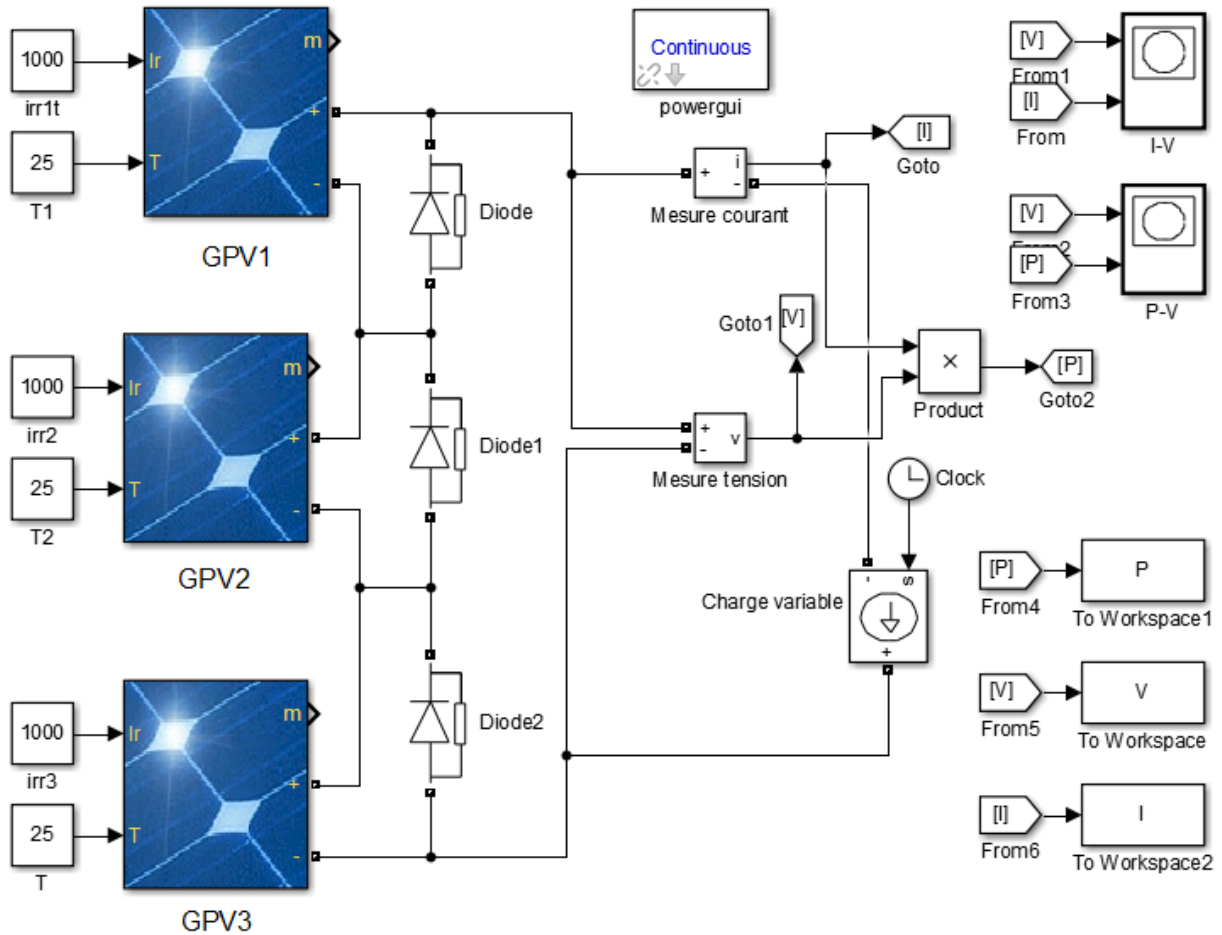 1000
irr1t
25
T1
Ir
T
m
+
-
GPV1
1000
irr2
25
T2
Ir
T
m
+
-
GPV2
1000
irr3
25
T
Ir
T
m
+
-
GPV3
Diode
Diode1
Diode2
Continuous
powergui
+
i
-
Mesure courant
[I]
Goto
Goto1
[V]
+
-
v
Mesure tension
×
Product
[P]
Goto2
Clock
Charge variable
-
s
+
[V]
From1
[I]
From
I-V
[V]
From2
[P]
From3
P-V
[P]
From4
P
To Workspace1
[V]
From5
V
To Workspace
[I]
From6
I
To Workspace2